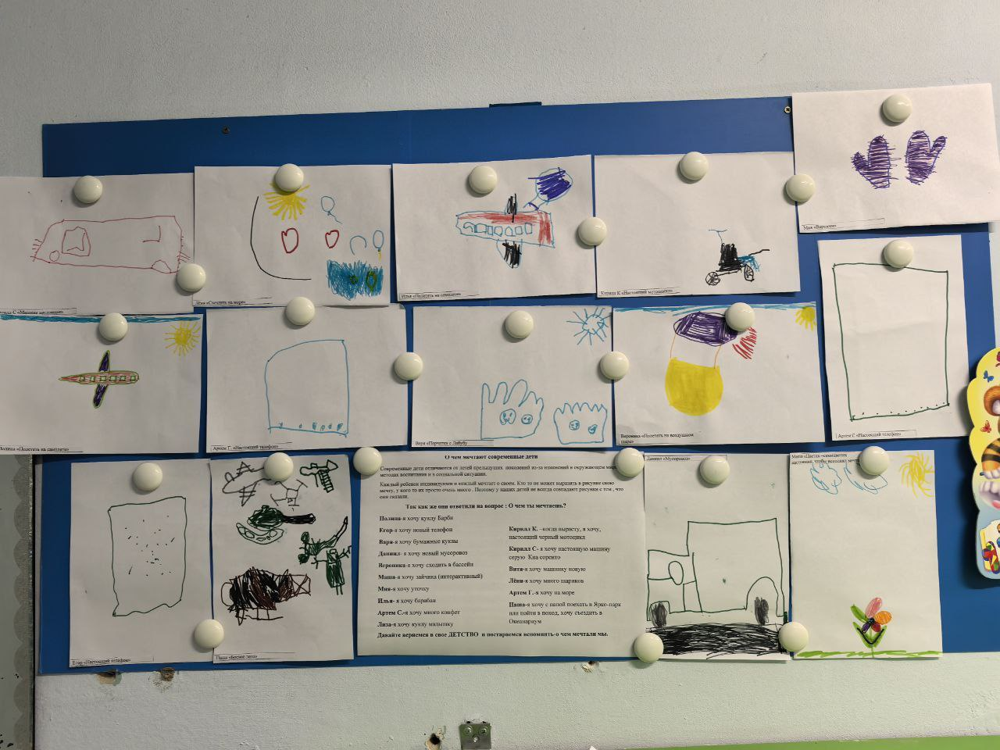 Мия «Варежки»
Кирилл С «Машина настоящая»
Лёня «Съездить на море»
Илья «Полететь на самолете»
Кирилл К «Настоящий мотоцикл»
Полина «Полететь на самолете»
Артем Г. «Настоящий телефон»
Варя «Перчатки с Лабубу
Вероника «Полететь на воздушном
шаре»
Артем С «Настоящий телефон»
Егор «Настоящий телефон»
Паша лего»
О чем мечтают современные дети
Современные дети отличаются от детей предыдущих поколений из-за изменений в окружающем мире,
методах воспитания и в социальной ситуации.
Каждый ребенок индивидуален и каждый мечтает о своем. Кто то не может выразить в рисунке свою
мечту, у кого то их просто очень много . Поэтому у наших детей не всегда совпадают рисунки с тем , что
они сказали.
Так как же они ответили на вопрос : О чем ты мечтаешь?
Полина-я хочу куклу Барби
Егор-я хочу новый телефон
Варя-я хочу бумажные куклы
Даниил- я хочу новый мусоровоз
Вероника-я хочу сходить в бассейн
Маша-я хочу зайчика (интерактивный)
Мия-я хочу уточку
Илья- я хочу барабан
Артем С.-я хочу много конфет
Лиза-я хочу куклу малышку
Кирилл К. –когда вырасту, я хочу,
настоящий черный мотоцикл
Кирилл С- я хочу настоящую машину
серую Киа соренто
Витя-я хочу машинку новую
Лёня-я хочу много шариков
Артем Г.-я хочу на море
Паша-я хочу с папой поехать в Ярко-парк
или пойти в поход, хочу съездить в
Океанариум
Давайте вернемся в свое ДЕТСТВО и постараемся вспомнить-о чем мечтали мы.
Даниил «Мусоровоз»
Маша «Цветик –семицветик
настоящий, чтобы исполнял мечты